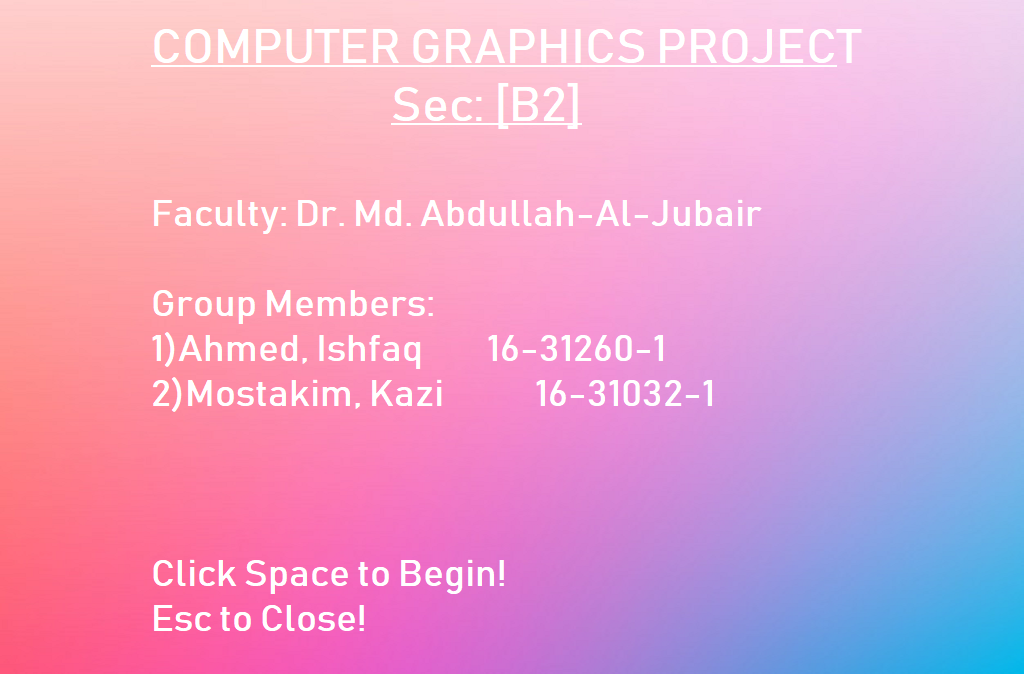 COMPUTER GRAPHICS PROJECT
Sec: [B2]
Faculty: Dr. Md. Abdullah-Al-Jubair
Group Members:
1)Ahmed, Ishfaq 16-31260-1
2)Mostakim, Kazi 16-31032-1
Click Space to Begin!
Esc to Close!